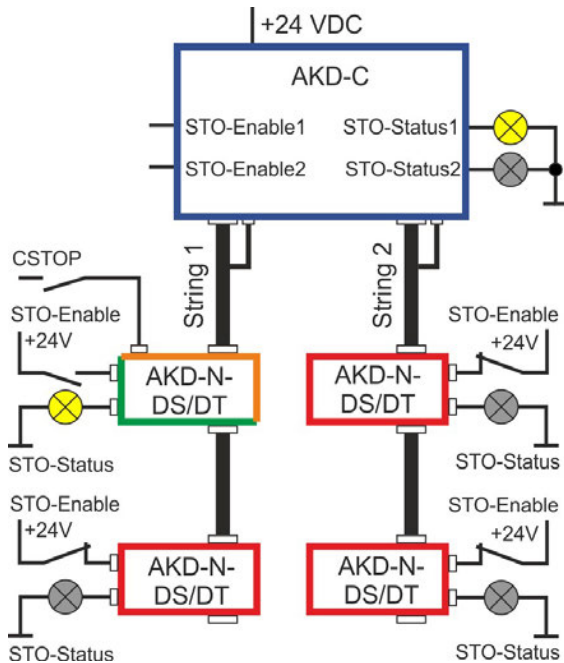 +24 VDC
AKD-C
STO-Enable1
STO-Status1
STO-Enable2
STO-Status2
String 1
String 2
CSTOP
STO-Enable
+24V
AKD-N-
DS/DT
STO-Status
STO-Enable
+24V
AKD-N-
DS/DT
STO-Status
STO-Enable
+24V
AKD-N-
DS/DT
STO-Status
STO-Enable
+24V
AKD-N-
DS/DT
STO-Status